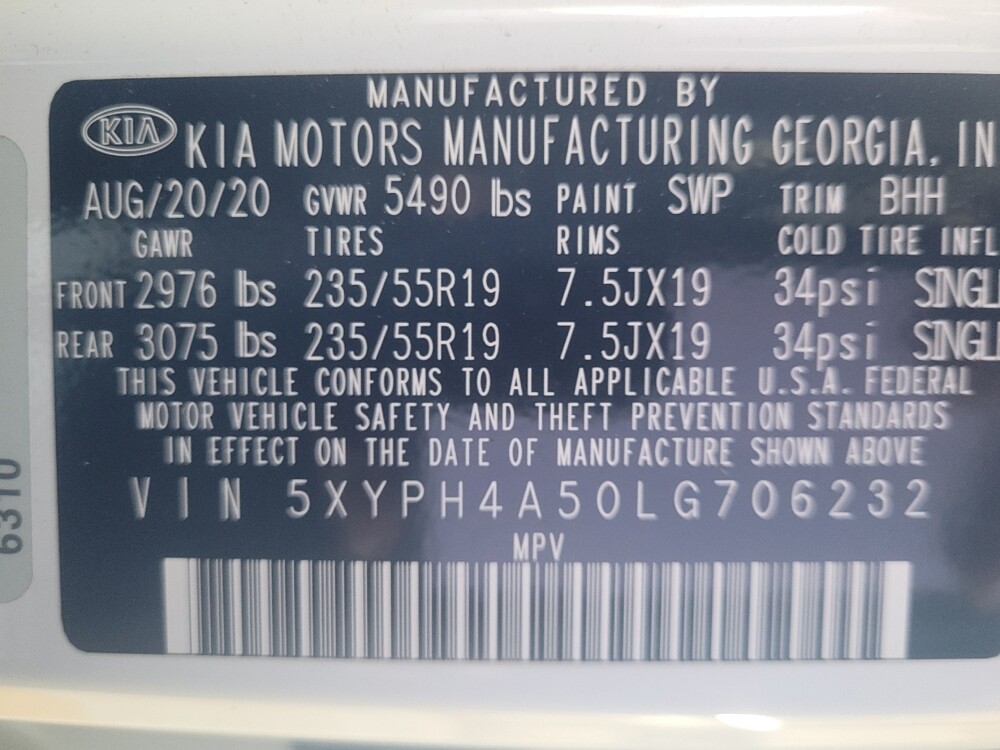 MANUFACTURED BY
KIA KIA MOTORS MANUFACTURING GEORGIA, IN
AUG/20/20 GVWR 5490 lbs PAINT SWP TRIM BHH
GAWR TIRES RIMS COLD TIRE INFL
FRONT 2976 lbs 235/55R19 7.5JX19 34psi SINGL
REAR 3075 lbs 235/55R19 7.5JX19 34psi SINGL
THIS VEHICLE CONFORMS TO ALL APPLICABLE U.S.A. FEDERAL
MOTOR VEHICLE SAFETY AND THEFT PREVENTION STANDARDS
IN EFFECT ON THE DATE OF MANUFACTURE SHOWN ABOVE
VIN 5XYPH4A50LG706232
MPV
6310